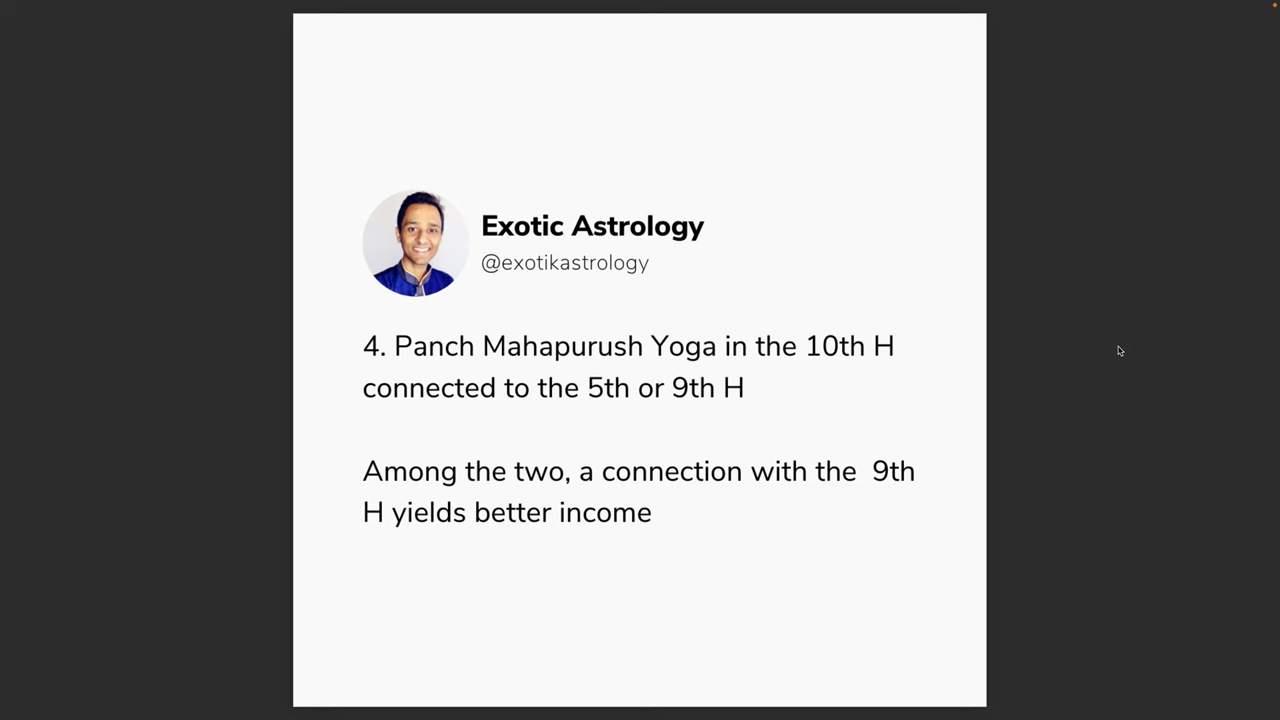 Exotic Astrology
@exotikastrology
4. Panch Mahapurush Yoga in the 10th H
connected to the 5th or 9th H
Among the two, a connection with the  9th
H yields better income